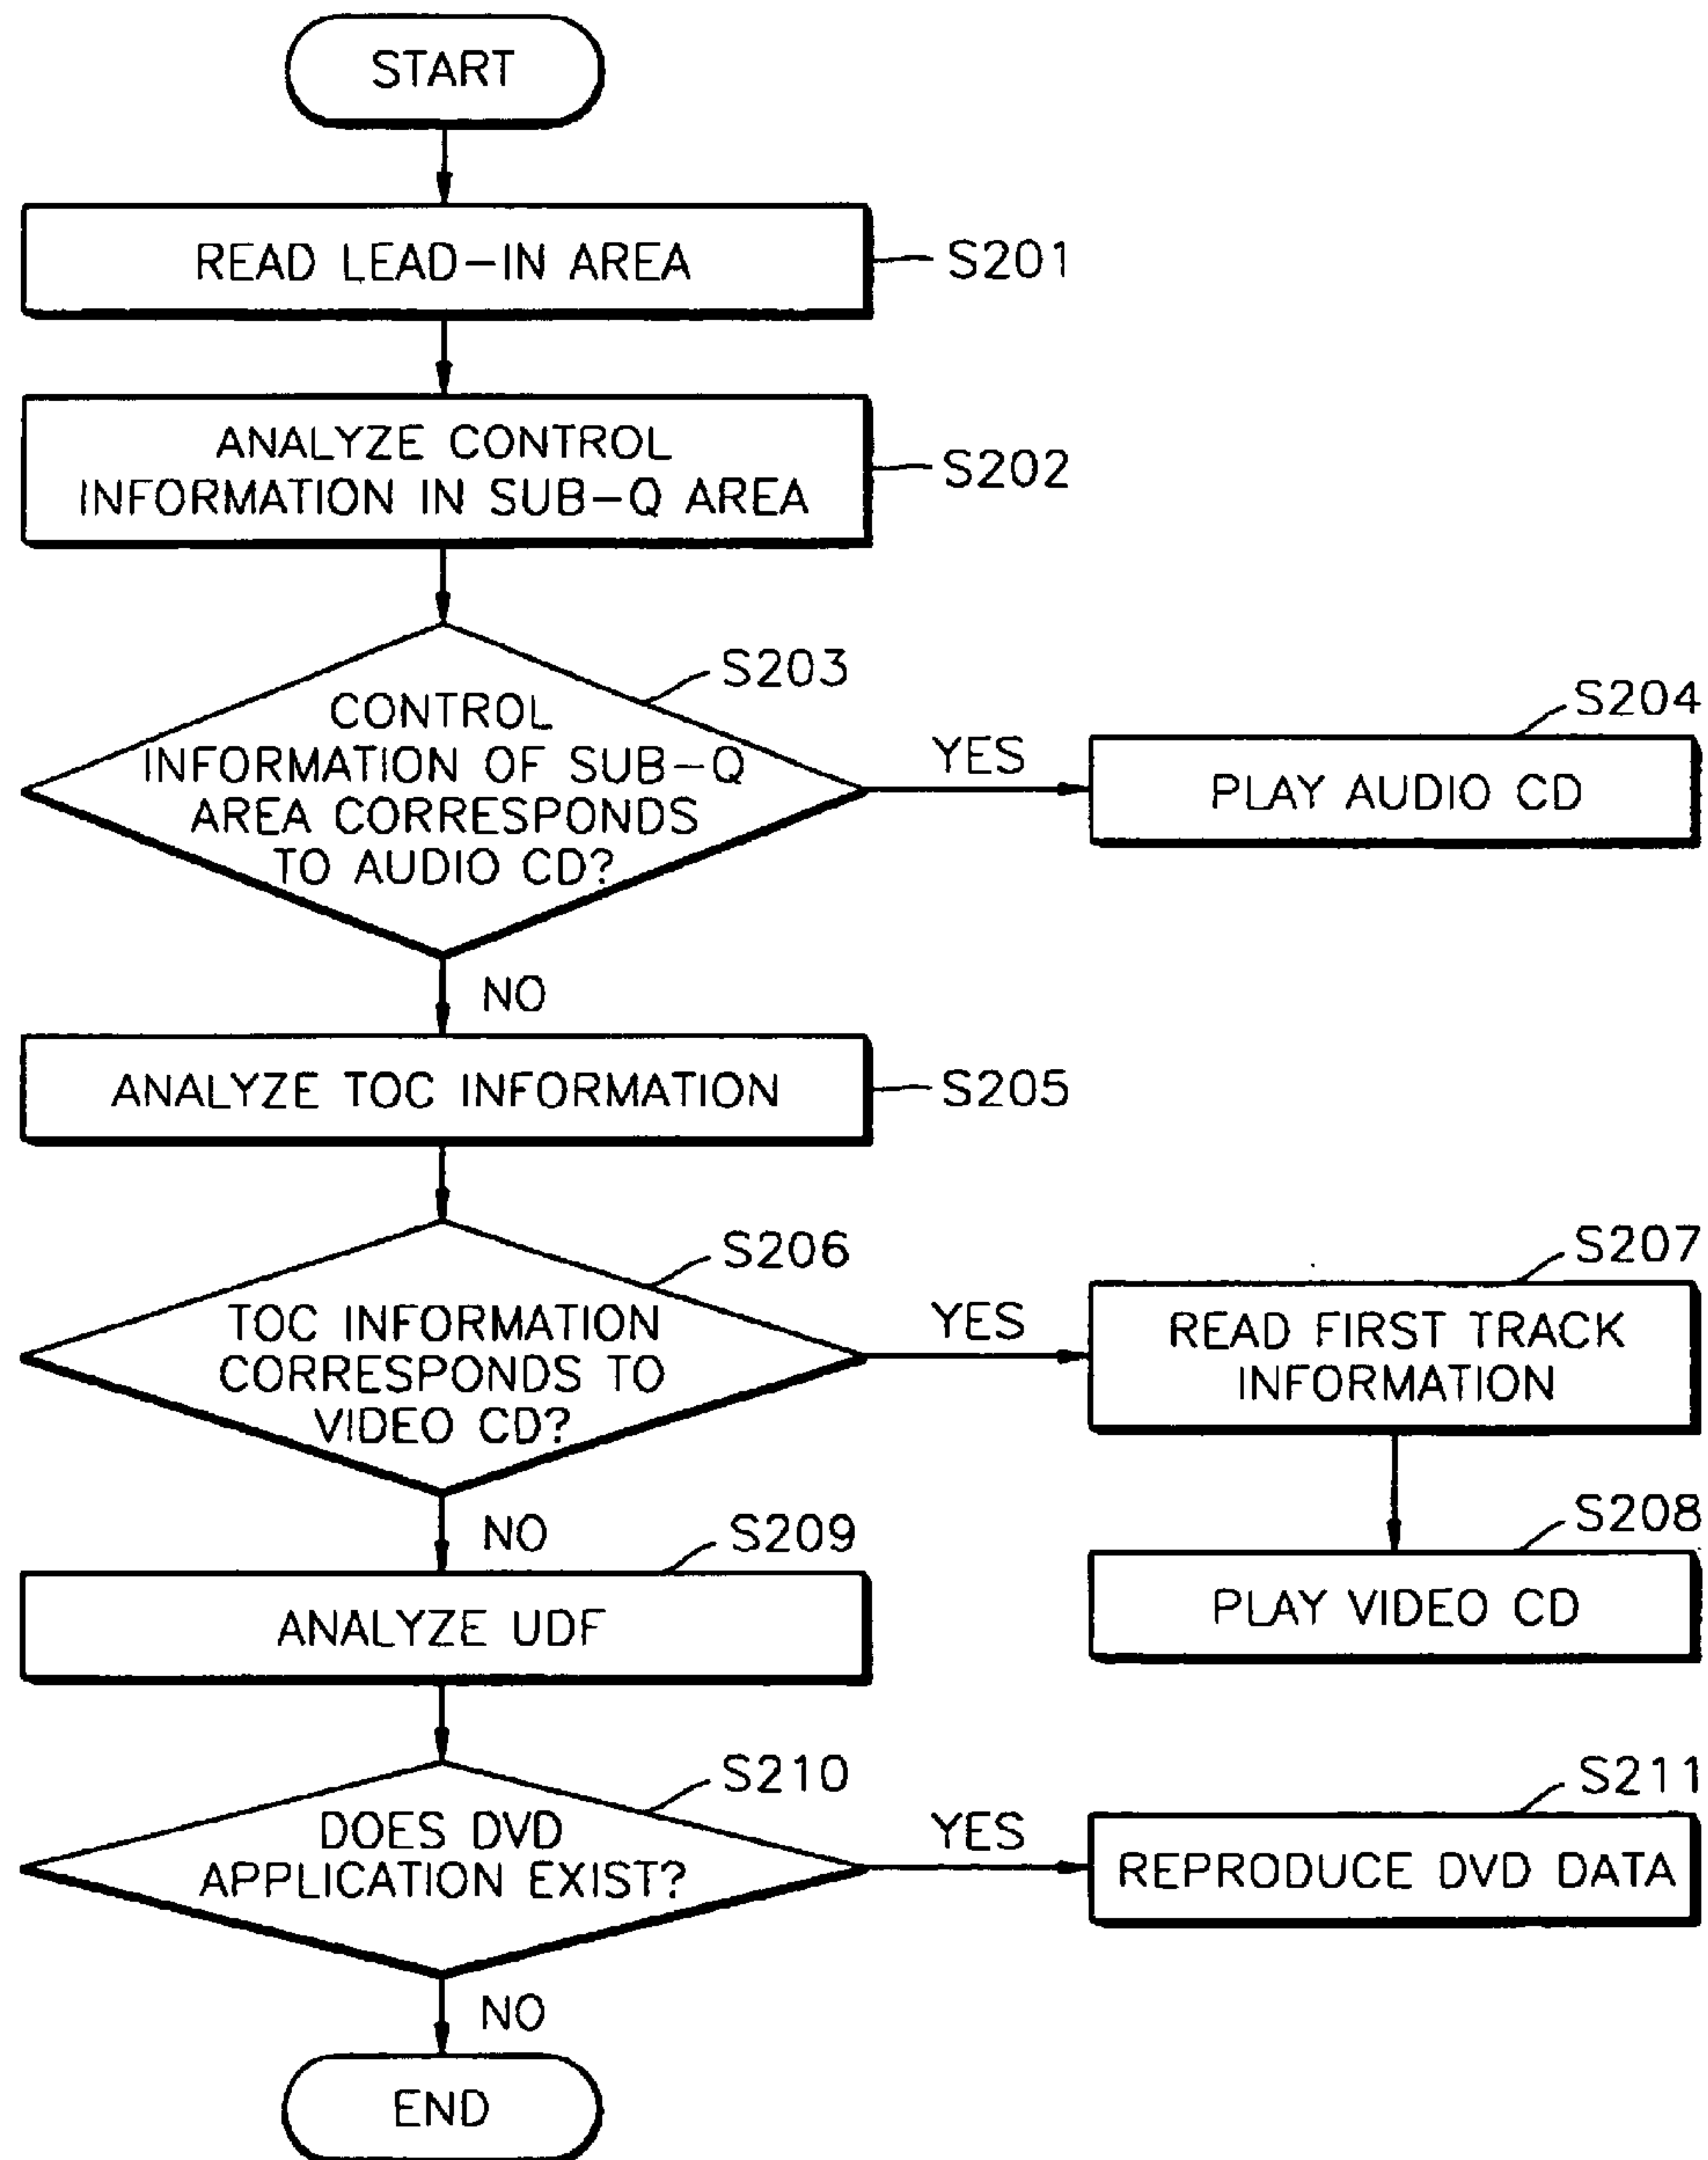 START
READ LEAD-IN AREA
S201
ANALYZE CONTROL
INFORMATION IN SUB-Q AREA
S202
S203
CONTROL
INFORMATION OF SUB-Q
AREA CORRESPONDS
TO AUDIO CD?
YES
S204
PLAY AUDIO CD
NO
ANALYZE TOC INFORMATION
S205
S206
TOC INFORMATION
CORRESPONDS TO
VIDEO CD?
YES
S207
READ FIRST TRACK
INFORMATION
S208
PLAY VIDEO CD
NO
S209
ANALYZE UDF
S210
DOES DVD
APPLICATION EXIST?
YES
S211
REPRODUCE DVD DATA
NO
END